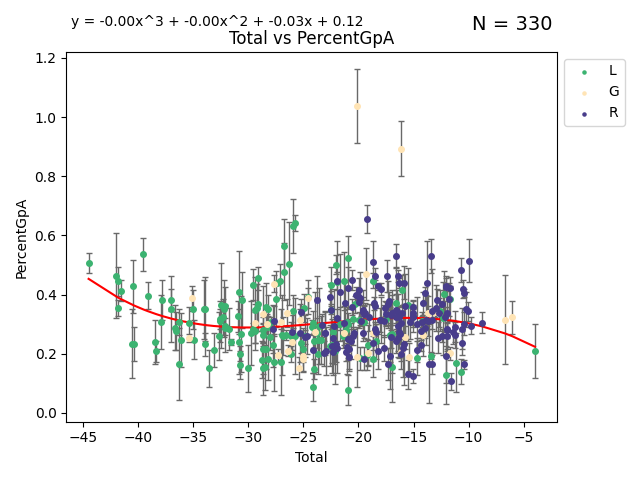 y = -0.00x^3 + -0.00x^2 + -0.03x + 0.12
N = 330
Total vs PercentGpA
1.2
1.0
0.8
0.6
0.4
0.2
0.0
PercentGpA
−45
−40
−35
−30
−25
−20
−15
−10
−5
Total
L
G
R